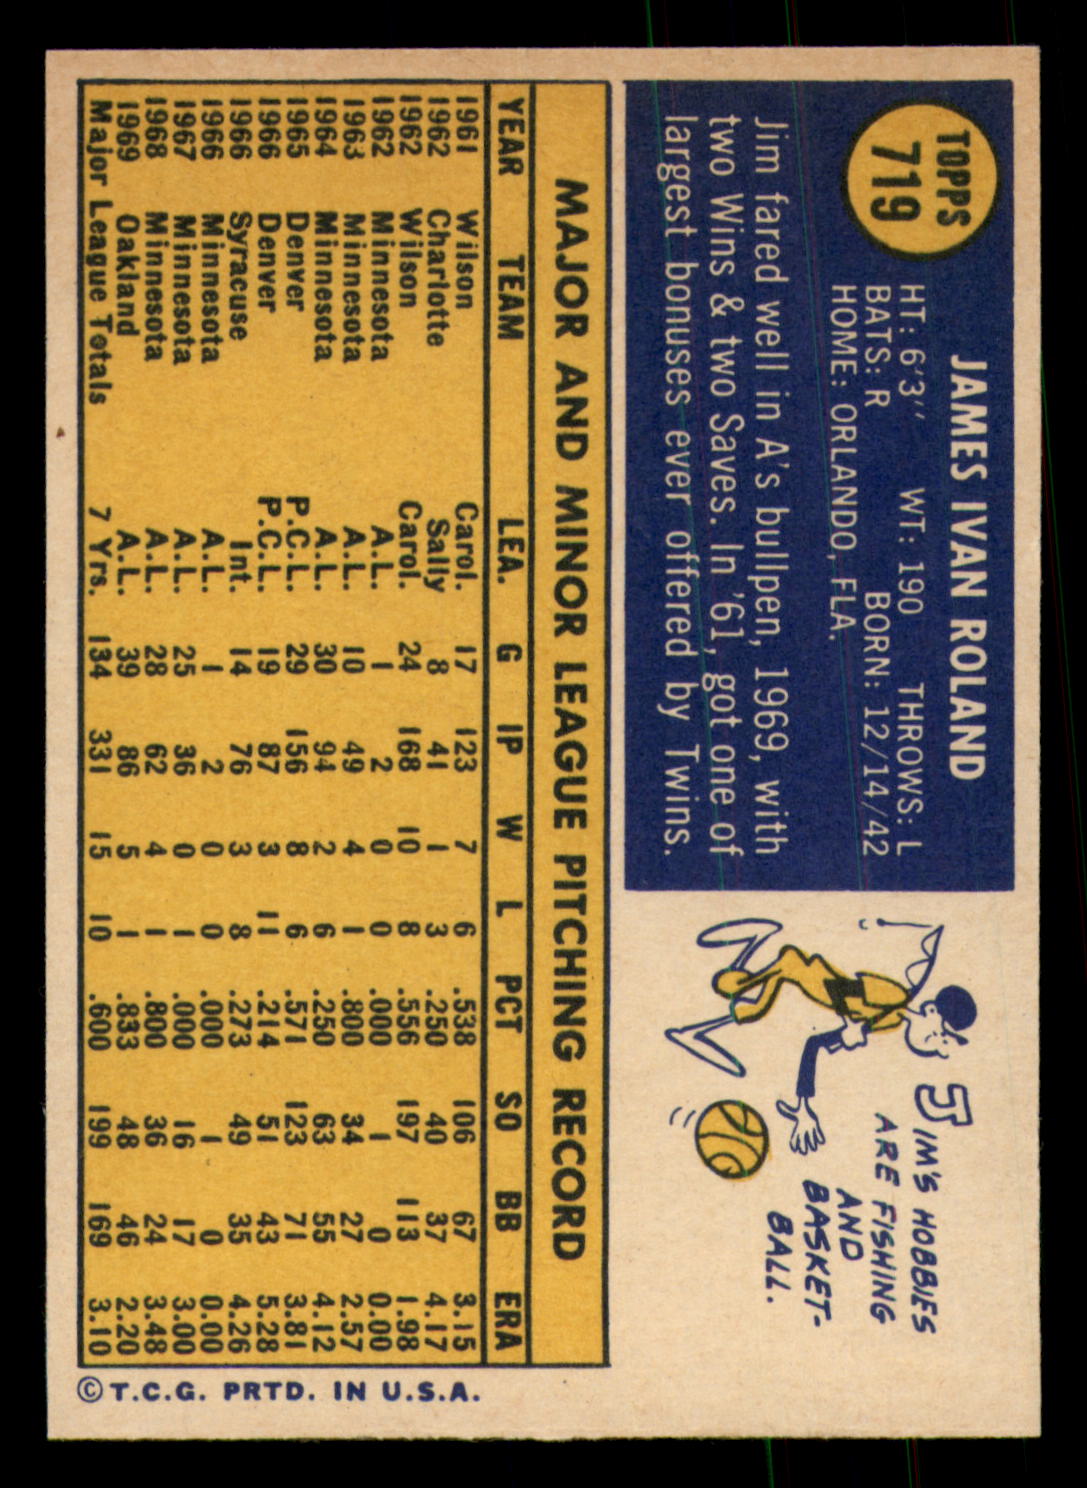 TOPPS
719
JAMES IVAN ROLAND
HT: 6'3" WT: 190 THROWS: L
BATS: R BORN: 12/14/42
HOME: ORLANDO, FLA.
Jim fared well in A's bullpen, 1969, with
two Wins & two Saves. In '61, got one of
largest bonuses ever offered by Twins.
JIM'S HOBBIES
ARE FISHING
AND
BASKET-
BALL.
MAJOR AND MINOR LEAGUE PITCHING RECORD
YEAR TEAM LEA. G IP W L PCT SO BB ERA
1961 Wilson Carol. 17 123 7 6 .538 106 67 3.15
1962 Charlotte Sally 8 41 1 3 .250 40 37 4.17
1962 Wilson Carol. 24 168 10 8 .556 197 113 1.98
1962 Minnesota A.L. 1 2 0 0 .000 1 0 0.00
1963 Minnesota A.L. 10 49 4 1 .800 34 27 2.57
1964 Minnesota A.L. 30 94 2 6 .250 63 55 4.12
1965 Denver P.C.L. 29 156 8 6 .571 123 71 3.81
1966 Denver P.C.L. 19 87 3 11 .214 51 43 5.28
1966 Syracuse Int. 14 76 3 8 .273 49 35 4.26
1966 Minnesota A.L. 1 2 0 0 .000 1 0 0.00
1967 Minnesota A.L. 25 36 0 1 .000 16 17 3.00
1968 Minnesota A.L. 28 62 4 1 .800 36 24 3.48
1969 Oakland A.L. 39 86 5 1 .833 48 46 2.20
Major League Totals 7 Yrs. 134 331 15 10 .600 199 169 3.10
© T.C.G. PRTD. IN U.S.A.